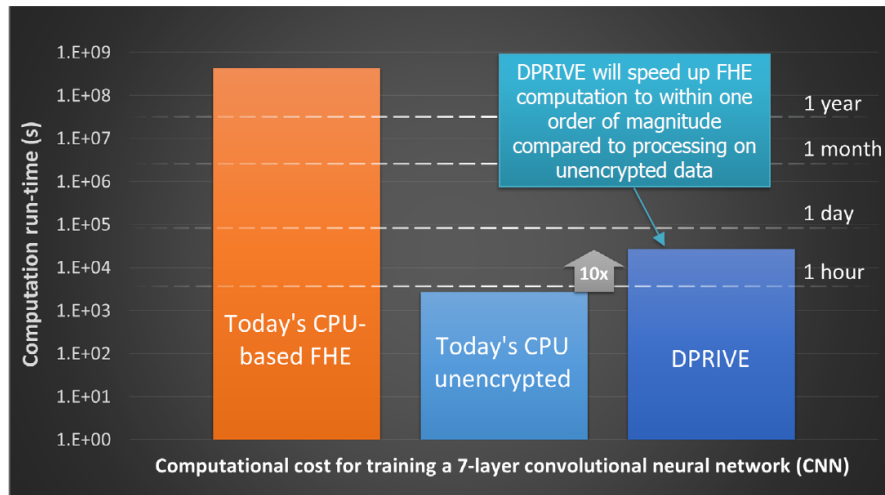 1.E+09
1.E+08
1.E+07
1.E+06
1.E+05
1.E+04
1.E+03
1.E+02
1.E+01
1.E+00
Computation run-time (s)
DPRIVE will speed up FHE
computation to within one
order of magnitude
compared to processing on
unencrypted data
1 year
1 month
1 day
1 hour
10x
Today's CPU-
based FHE
Today's CPU
unencrypted
DPRIVE
Computational cost for training a 7-layer convolutional neural network (CNN)